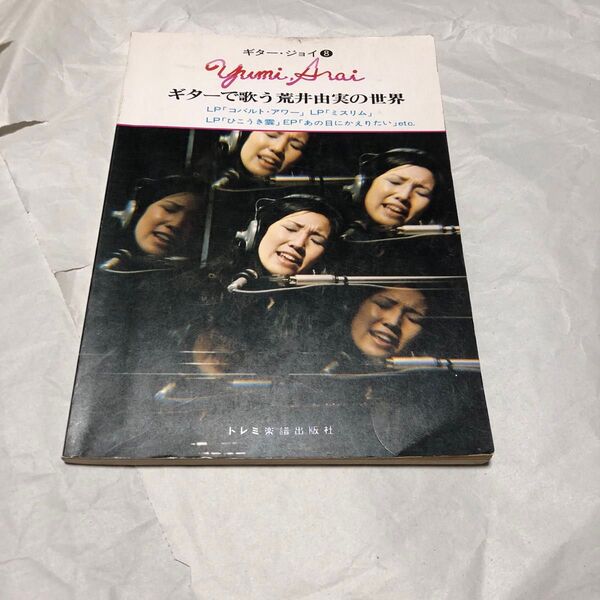 ギター・ジョイ❽
Yumi. Arai
ギターで歌う荒井由実の世界
LP「コバルト・アワー」LP「ミスリム」
LP「ひこうき雲」EP「あの日にかえりたい」etc.
ドレミ楽譜出版社